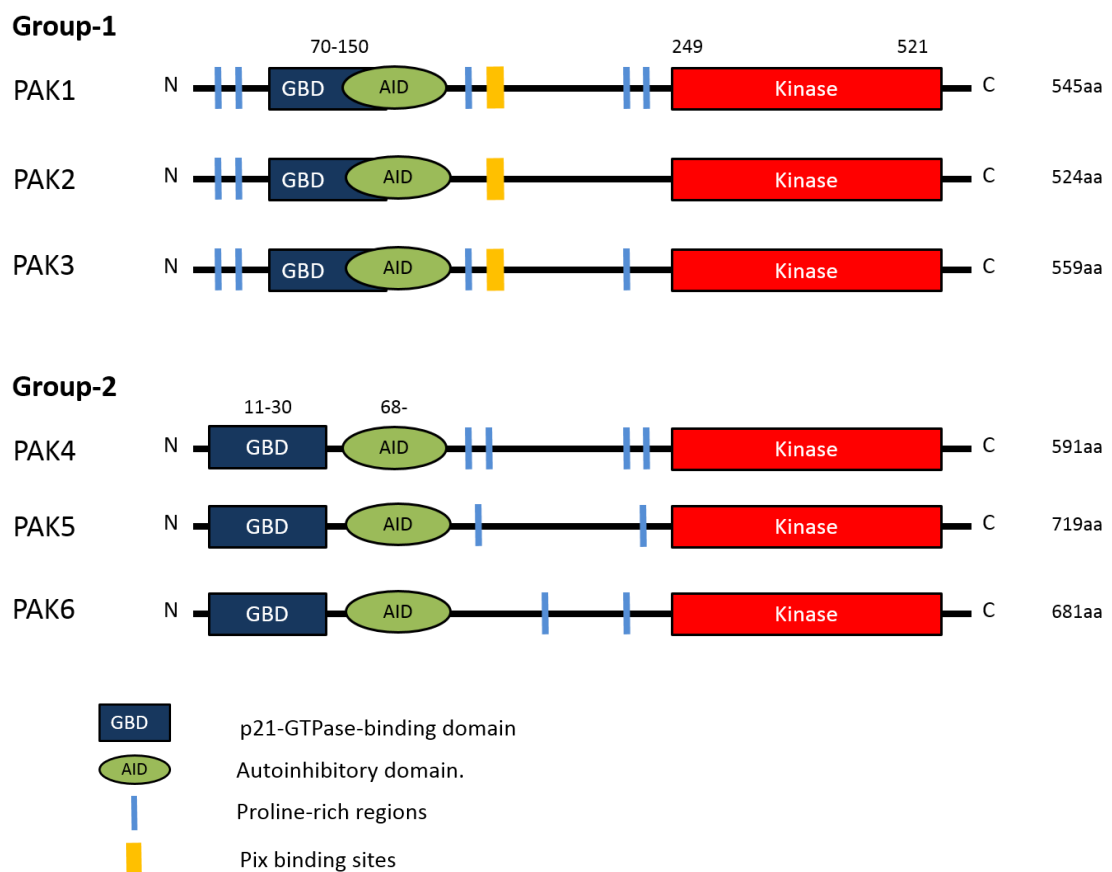 Group-1
70-150 249 521
PAK1 N GBD AID Kinase C 545aa
PAK2 N GBD AID Kinase C 524aa
PAK3 N GBD AID Kinase C 559aa
Group-2
11-30 68-
PAK4 N GBD AID Kinase C 591aa
PAK5 N GBD AID Kinase C 719aa
PAK6 N GBD AID Kinase C 681aa
GBD p21-GTPase-binding domain
AID Autoinhibitory domain.
Proline-rich regions
Pix binding sites